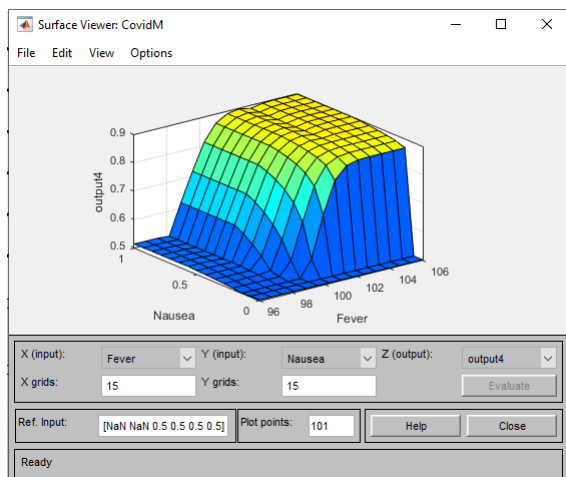 Surface Viewer: CovidM
File Edit View Options
0.9
0.8
0.7
0.6
0.5
output4
1
0.5
0
Nausea
96
98
100
102
104
106
Fever
X (input): Fever Y (input): Nausea Z (output): output4
X grids: 15 Y grids: 15 Evaluate
Ref. Input: [NaN NaN 0.5 0.5 0.5 0.5] Plot points: 101 Help Close
Ready